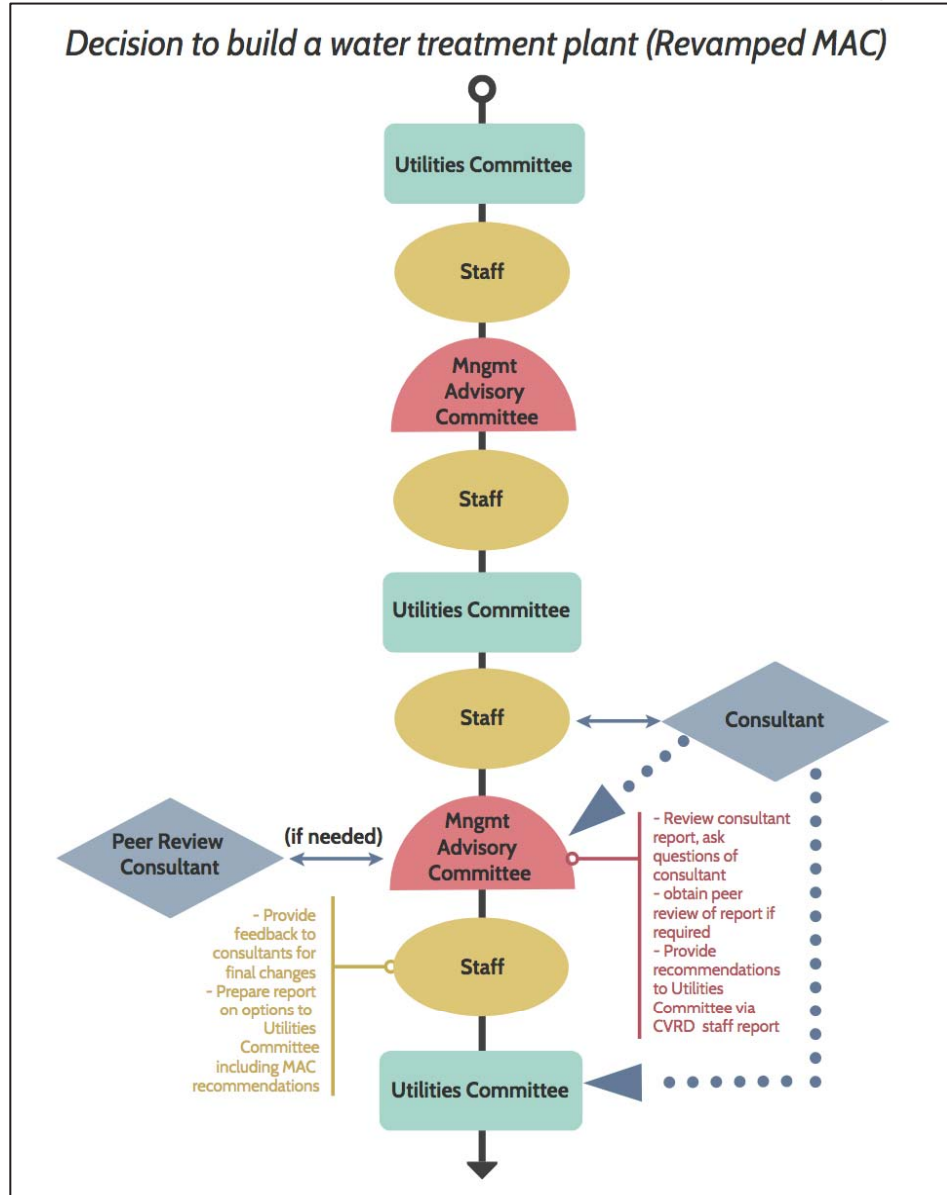 Decision to build a water treatment plant (Revamped MAC)
Utilities Committee
Staff
Mngmt
Advisory
Committee
Staff
Utilities Committee
Staff
Consultant
Peer Review
Consultant
(if needed)
Mngmt
Advisory
Committee
- Review consultant
report, ask
questions of
consultant
- obtain peer
review of report if
required
- Provide
recommendations
to Utilities
Committee via
CVRD staff report
- Provide
feedback to
consultants for
final changes
- Prepare report
on options to
Utilities
Committee
including MAC
recommendations
Staff
Utilities Committee